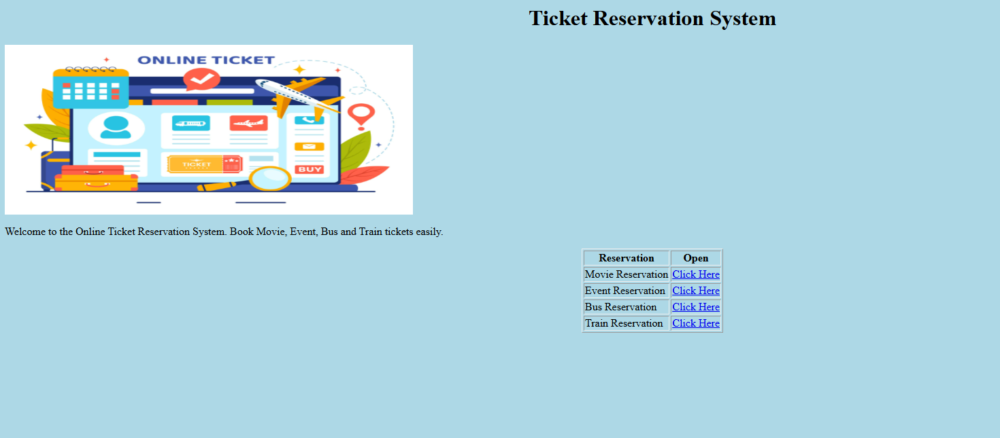 Ticket Reservation System
ONLINE TICKET
TICKET
BUY
Welcome to the Online Ticket Reservation System. Book Movie, Event, Bus and Train tickets easily.
Reservation Open
Movie Reservation Click Here
Event Reservation Click Here
Bus Reservation Click Here
Train Reservation Click Here